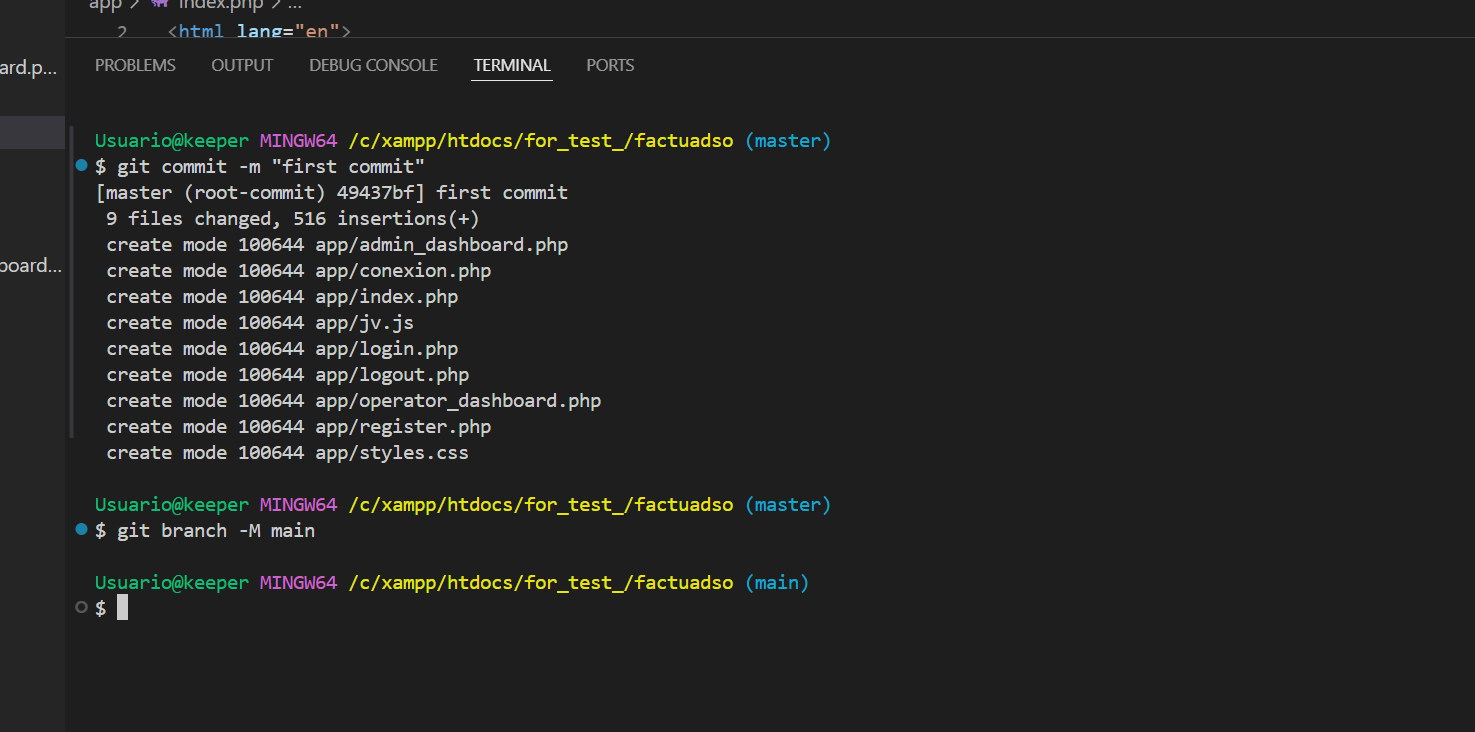 app > index.php > ...
2 <html lang="en">
ard.p...
PROBLEMS OUTPUT DEBUG CONSOLE TERMINAL PORTS
Usuario@keeper MINGW64 /c/xampp/htdocs/for_test_/factuadso (master)
$ git commit -m "first commit"
[master (root-commit) 49437bf] first commit
9 files changed, 516 insertions(+)
create mode 100644 app/admin_dashboard.php
board...
create mode 100644 app/conexion.php
create mode 100644 app/index.php
create mode 100644 app/jv.js
create mode 100644 app/login.php
create mode 100644 app/logout.php
create mode 100644 app/operator_dashboard.php
create mode 100644 app/register.php
create mode 100644 app/styles.css
Usuario@keeper MINGW64 /c/xampp/htdocs/for_test_/factuadso (master)
$ git branch -M main
Usuario@keeper MINGW64 /c/xampp/htdocs/for_test_/factuadso (main)
$